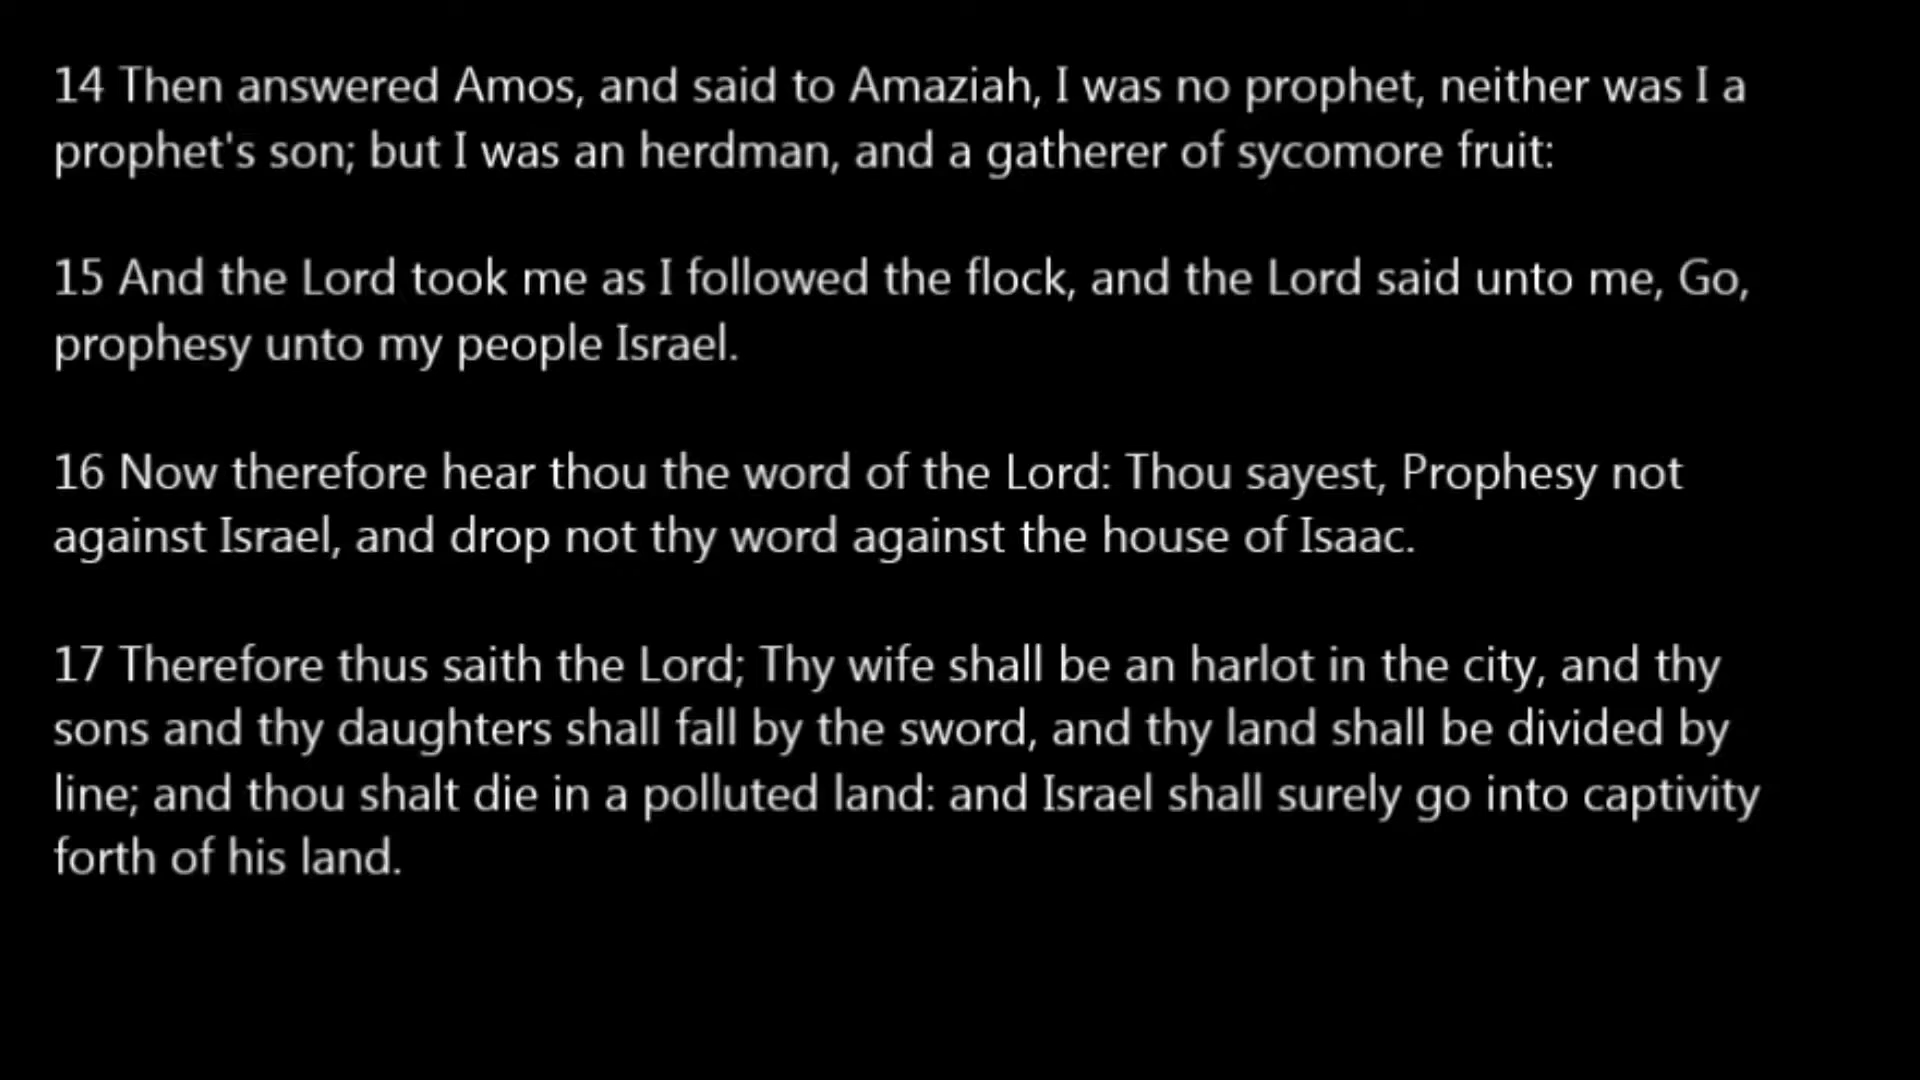 14 Then answered Amos, and said to Amaziah, I was no prophet, neither was I a
prophet's son; but I was an herdman, and a gatherer of sycomore fruit:
15 And the Lord took me as I followed the flock, and the Lord said unto me, Go,
prophesy unto my people Israel.
16 Now therefore hear thou the word of the Lord: Thou sayest, Prophesy not
against Israel, and drop not thy word against the house of Isaac.
17 Therefore thus saith the Lord; Thy wife shall be an harlot in the city, and thy
sons and thy daughters shall fall by the sword, and thy land shall be divided by
line; and thou shalt die in a polluted land: and Israel shall surely go into captivity
forth of his land.